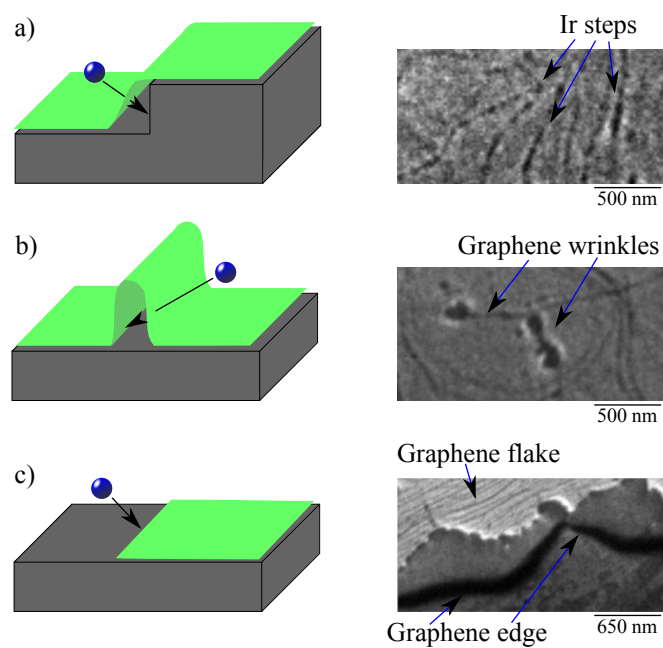 a)
Ir steps
500 nm
b)
Graphene wrinkles
500 nm
c)
Graphene flake
Graphene edge
650 nm